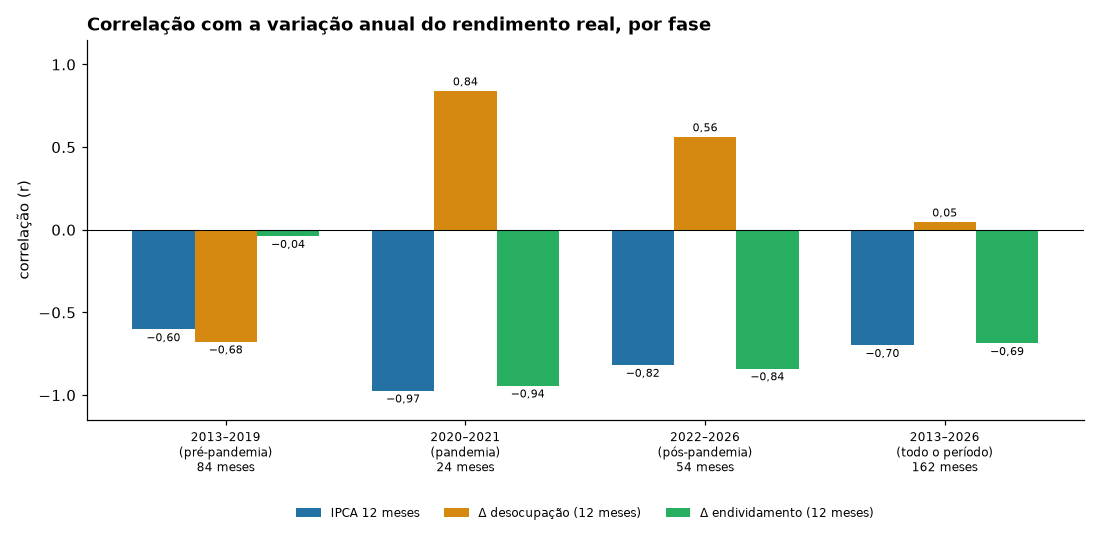 Correlação com a variação anual do rendimento real, por fase
correlação (r)
1.0
0.5
0.0
−0.5
−1.0
−0,60
−0,68
−0,04
−0,97
0,84
−0,94
−0,82
0,56
−0,84
−0,70
0,05
−0,69
2013–2019
(pré-pandemia)
84 meses
2020–2021
(pandemia)
24 meses
2022–2026
(pós-pandemia)
54 meses
2013–2026
(todo o período)
162 meses
IPCA 12 meses
Δ desocupação (12 meses)
Δ endividamento (12 meses)